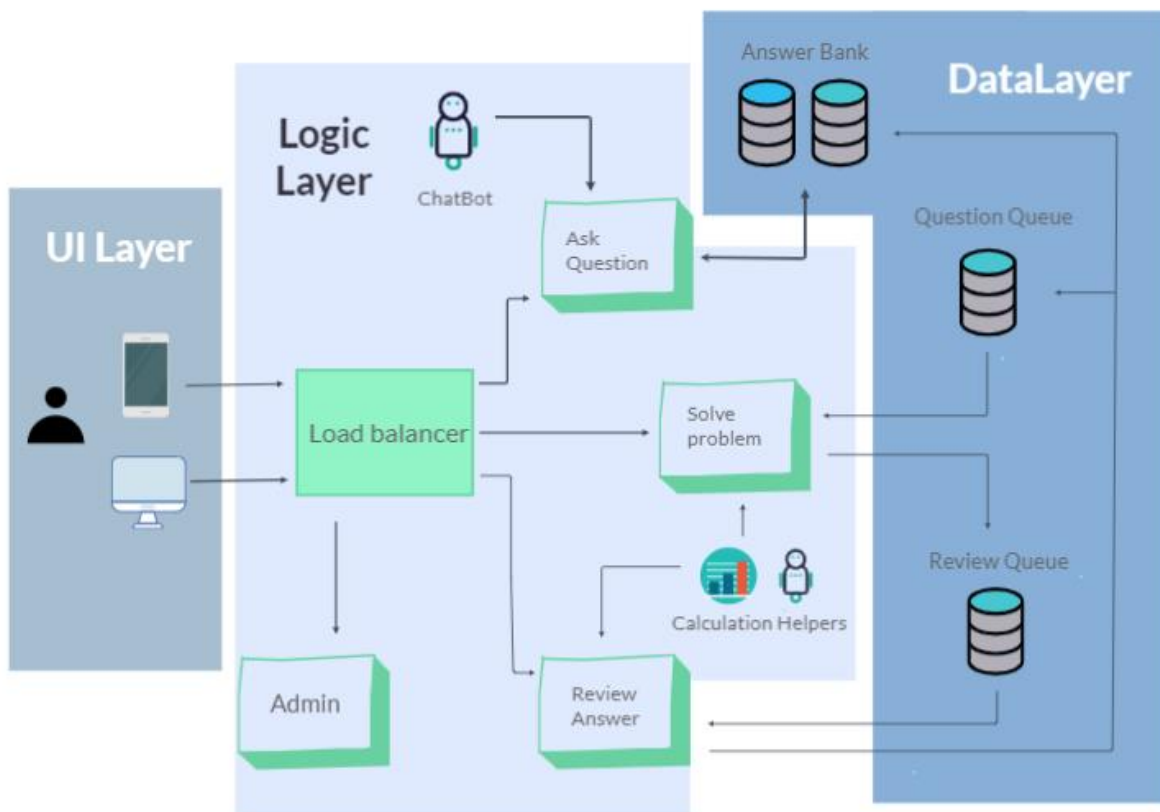 Answer Bank
DataLayer
Logic
Layer
ChatBot
UI Layer
Ask
Question
Question Queue
Load balancer
Solve
problem
Review Queue
Calculation Helpers
Admin
Review
Answer